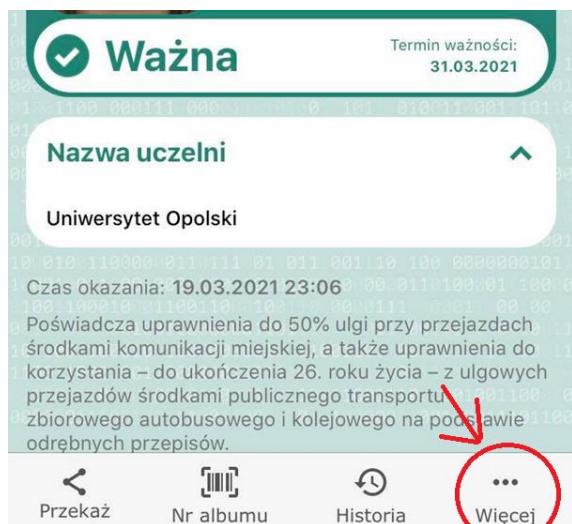 Ważna
Termin ważności:
31.03.2021
Nazwa uczelni
Uniwersytet Opolski
Czas okazania: 19.03.2021 23:06
Poświadcza uprawnienia do 50% ulgi przy przejazdach
środkami komunikacji miejskiej, a także uprawnienia do
korzystania – do ukończenia 26. roku życia – z ulgowych
przejazdów środkami publicznego transportu
zbiorowego autobusowego i kolejowego na podstawie
odrębnych przepisów.
Przekaż
Nr albumu
Historia
Więcej